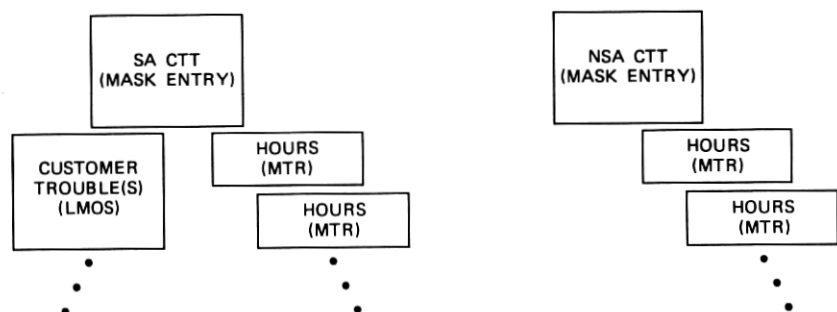 SA CTT
(MASK ENTRY)
CUSTOMER
TROUBLE(S)
(LMOS)
HOURS
(MTR)
HOURS
(MTR)
NSA CTT
(MASK ENTRY)
HOURS
(MTR)
HOURS
(MTR)